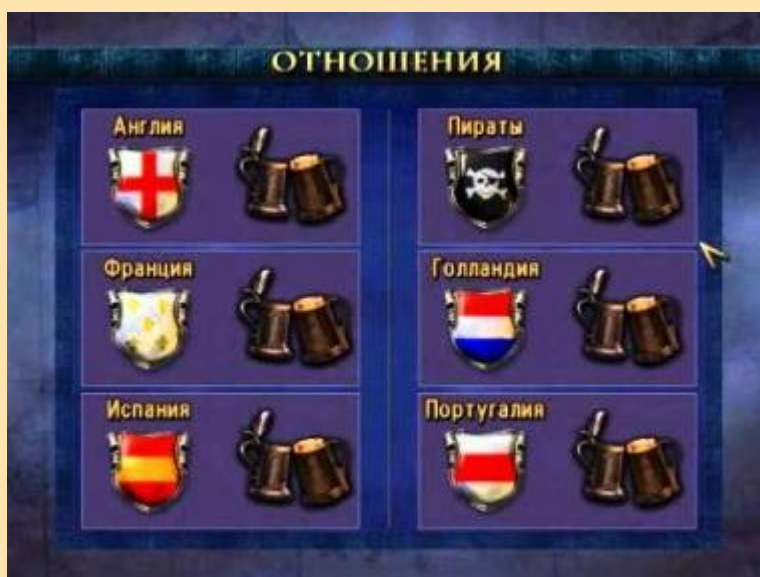 ОТНОШЕНИЯ
Англия
Пираты
Франция
Голландия
Испания
Португалия